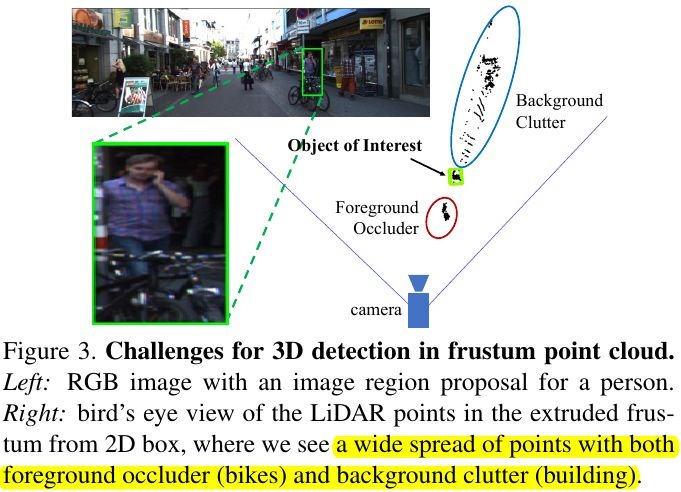 LOTTO
Background
Clutter
Object of Interest
Foreground
Occluder
camera
Figure 3. Challenges for 3D detection in frustum point cloud.
Left: RGB image with an image region proposal for a person.
Right: bird's eye view of the LiDAR points in the extruded frus-
tum from 2D box, where we see a wide spread of points with both
foreground occluder (bikes) and background clutter (building).